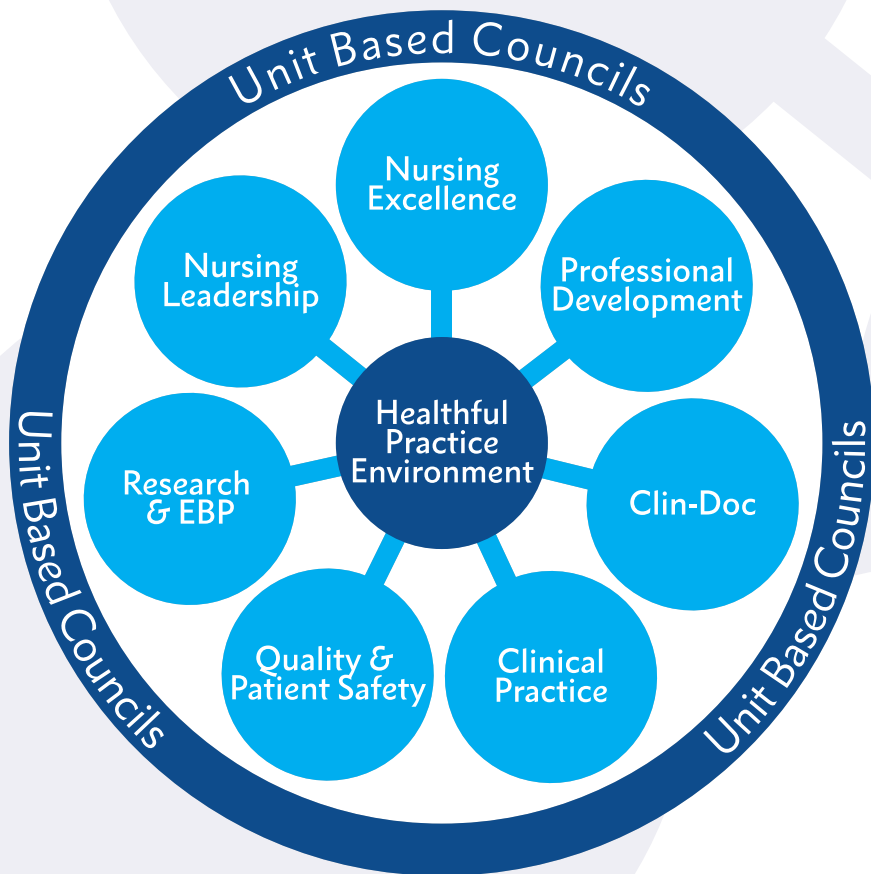 Unit Based Councils
Nursing
Excellence
Nursing
Leadership
Professional
Development
Healthful
Practice
Environment
Research
& EBP
Clin-Doc
Quality &
Patient Safety
Clinical
Practice
Unit Based Councils
Unit Based Councils